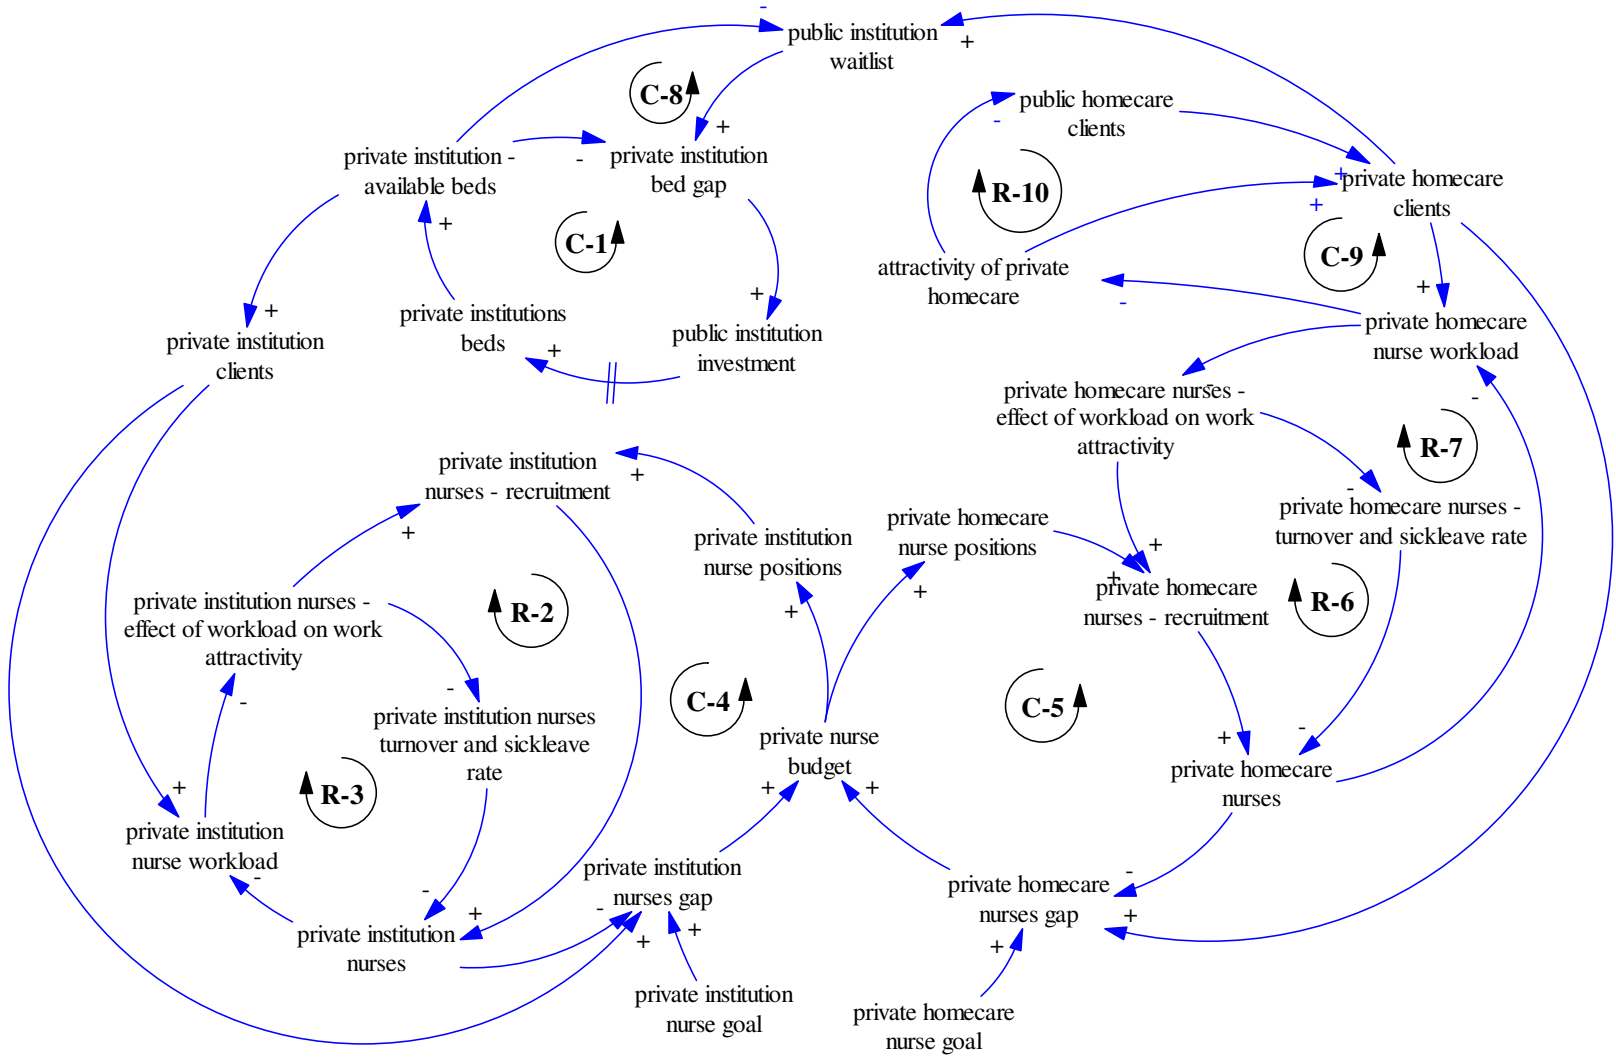 -
public institution
waitlist
+
C-8
+
public homecare
clients
-
private institution -
available beds
-
private institution
bed gap
R-10
+
private homecare
clients
+
+
C-1
C-9
attractivity of private
homecare
-
+
+
private institutions
beds
+
public institution
investment
+
private homecare
nurse workload
+
private institution
clients
private homecare nurses -
-
effect of workload on work
attractivity
-
R-7
private institution
nurses - recruitment
+
+
private institution
nurse positions
private homecare
nurse positions
-
private homecare nurses -
turnover and sickleave rate
+
+
private homecare
nurses - recruitment
+
+
R-6
private institution nurses -
effect of workload on work
attractivity
R-2
-
-
private institution nurses
turnover and sickleave
rate
C-4
C-5
private nurse
budget
+
-
private homecare
nurses
+
+
+
R-3
private institution
nurse workload
-
-
private institution
nurses gap
-
private homecare
nurses gap
+
+
private institution
nurses
-
+
+
+
private institution
nurse goal
private homecare
nurse goal